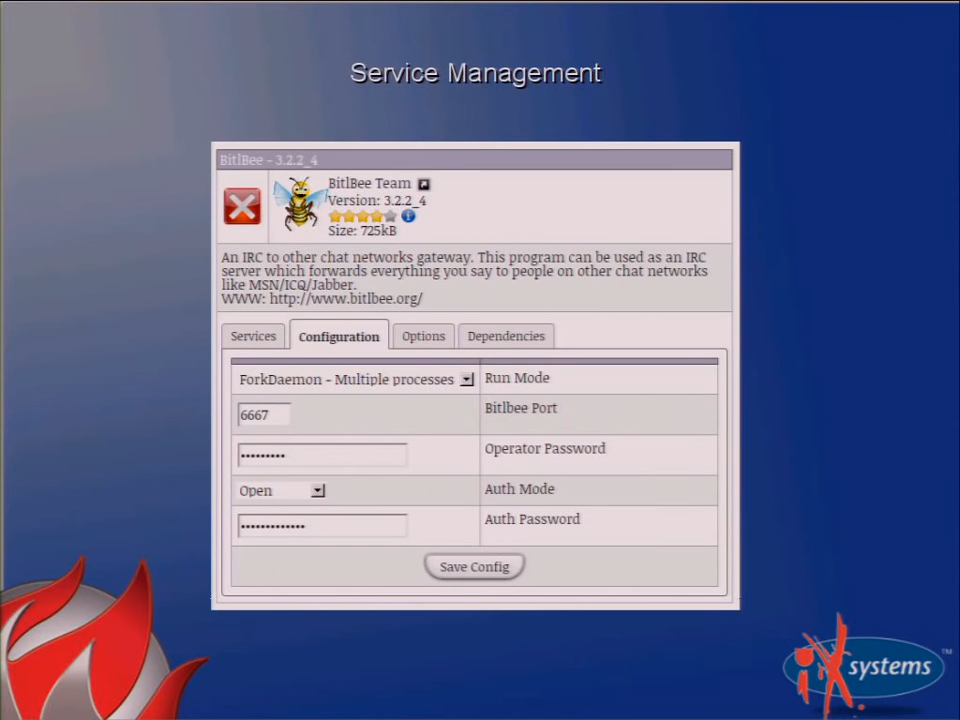 Service Management
BitlBee - 3.2.2_4
BitlBee Team
Version: 3.2.2_4
Size: 725kB
An IRC to other chat networks gateway. This program can be used as an IRC
server which forwards everything you say to people on other chat networks
like MSN/ICQ/Jabber.
WWW: http://www.bitlbee.org/
Services Configuration Options Dependencies
ForkDaemon - Multiple processes Run Mode
6667 Bitlbee Port
••••••••• Operator Password
Open Auth Mode
••••••••••••• Auth Password
Save Config
iXsystems™